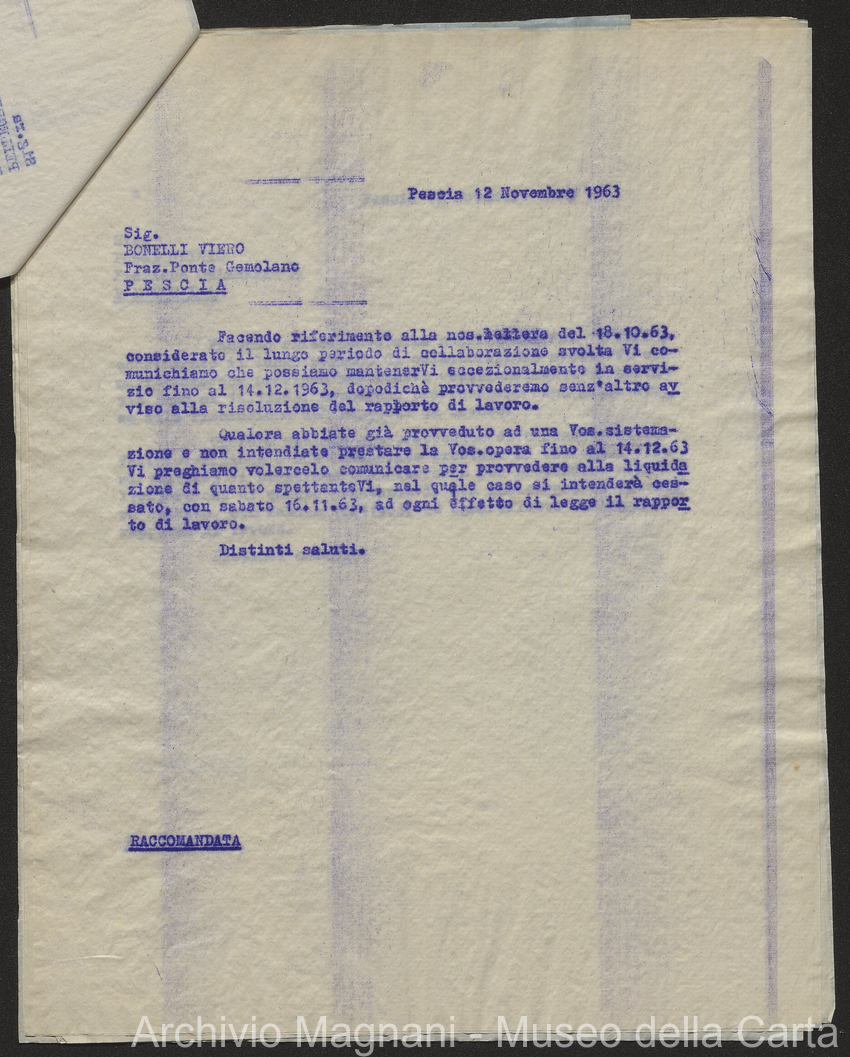 Pescia 12 Novembre 1963
Sig.
BONELLI VIERO
Fraz.Ponte Gemolano
P E S C I A
Facendo riferimento alla nos.lettera del 18.10.63,
considerato il lungo periodo di collaborazione svolta Vi co-
munichiamo che possiamo mantenerVi eccezionalmente in servi-
zio fino al 14.12.1963, dopodichè provvederemo senz'altro av
viso alla risoluzione del rapporto di lavoro.
Qualora abbiate già provveduto ad una Vos.sistema-
zione e non intendiate prestare la Vos.opera fino al 14.12.63
Vi preghiamo volercelo comunicare per provvedere alla liquida
zione di quanto spettanteVi, nel quale caso si intenderà ces-
sato, con sabato 16.11.63, ad ogni effetto di legge il rappor
to di lavoro.
Distinti saluti.
RACCOMANDATA
Archivio Magnani - Museo della Carta